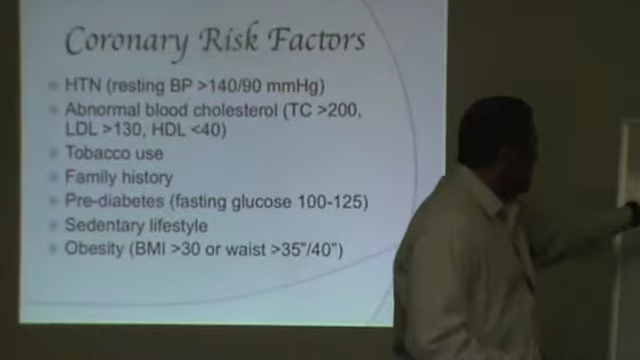 Coronary Risk Factors
HTN (resting BP >140/90 mmHg)
Abnormal blood cholesterol (TC >200,
LDL >130, HDL <40)
Tobacco use
Family history
Pre-diabetes (fasting glucose 100-125)
Sedentary lifestyle
Obesity (BMI >30 or waist >35"/40")